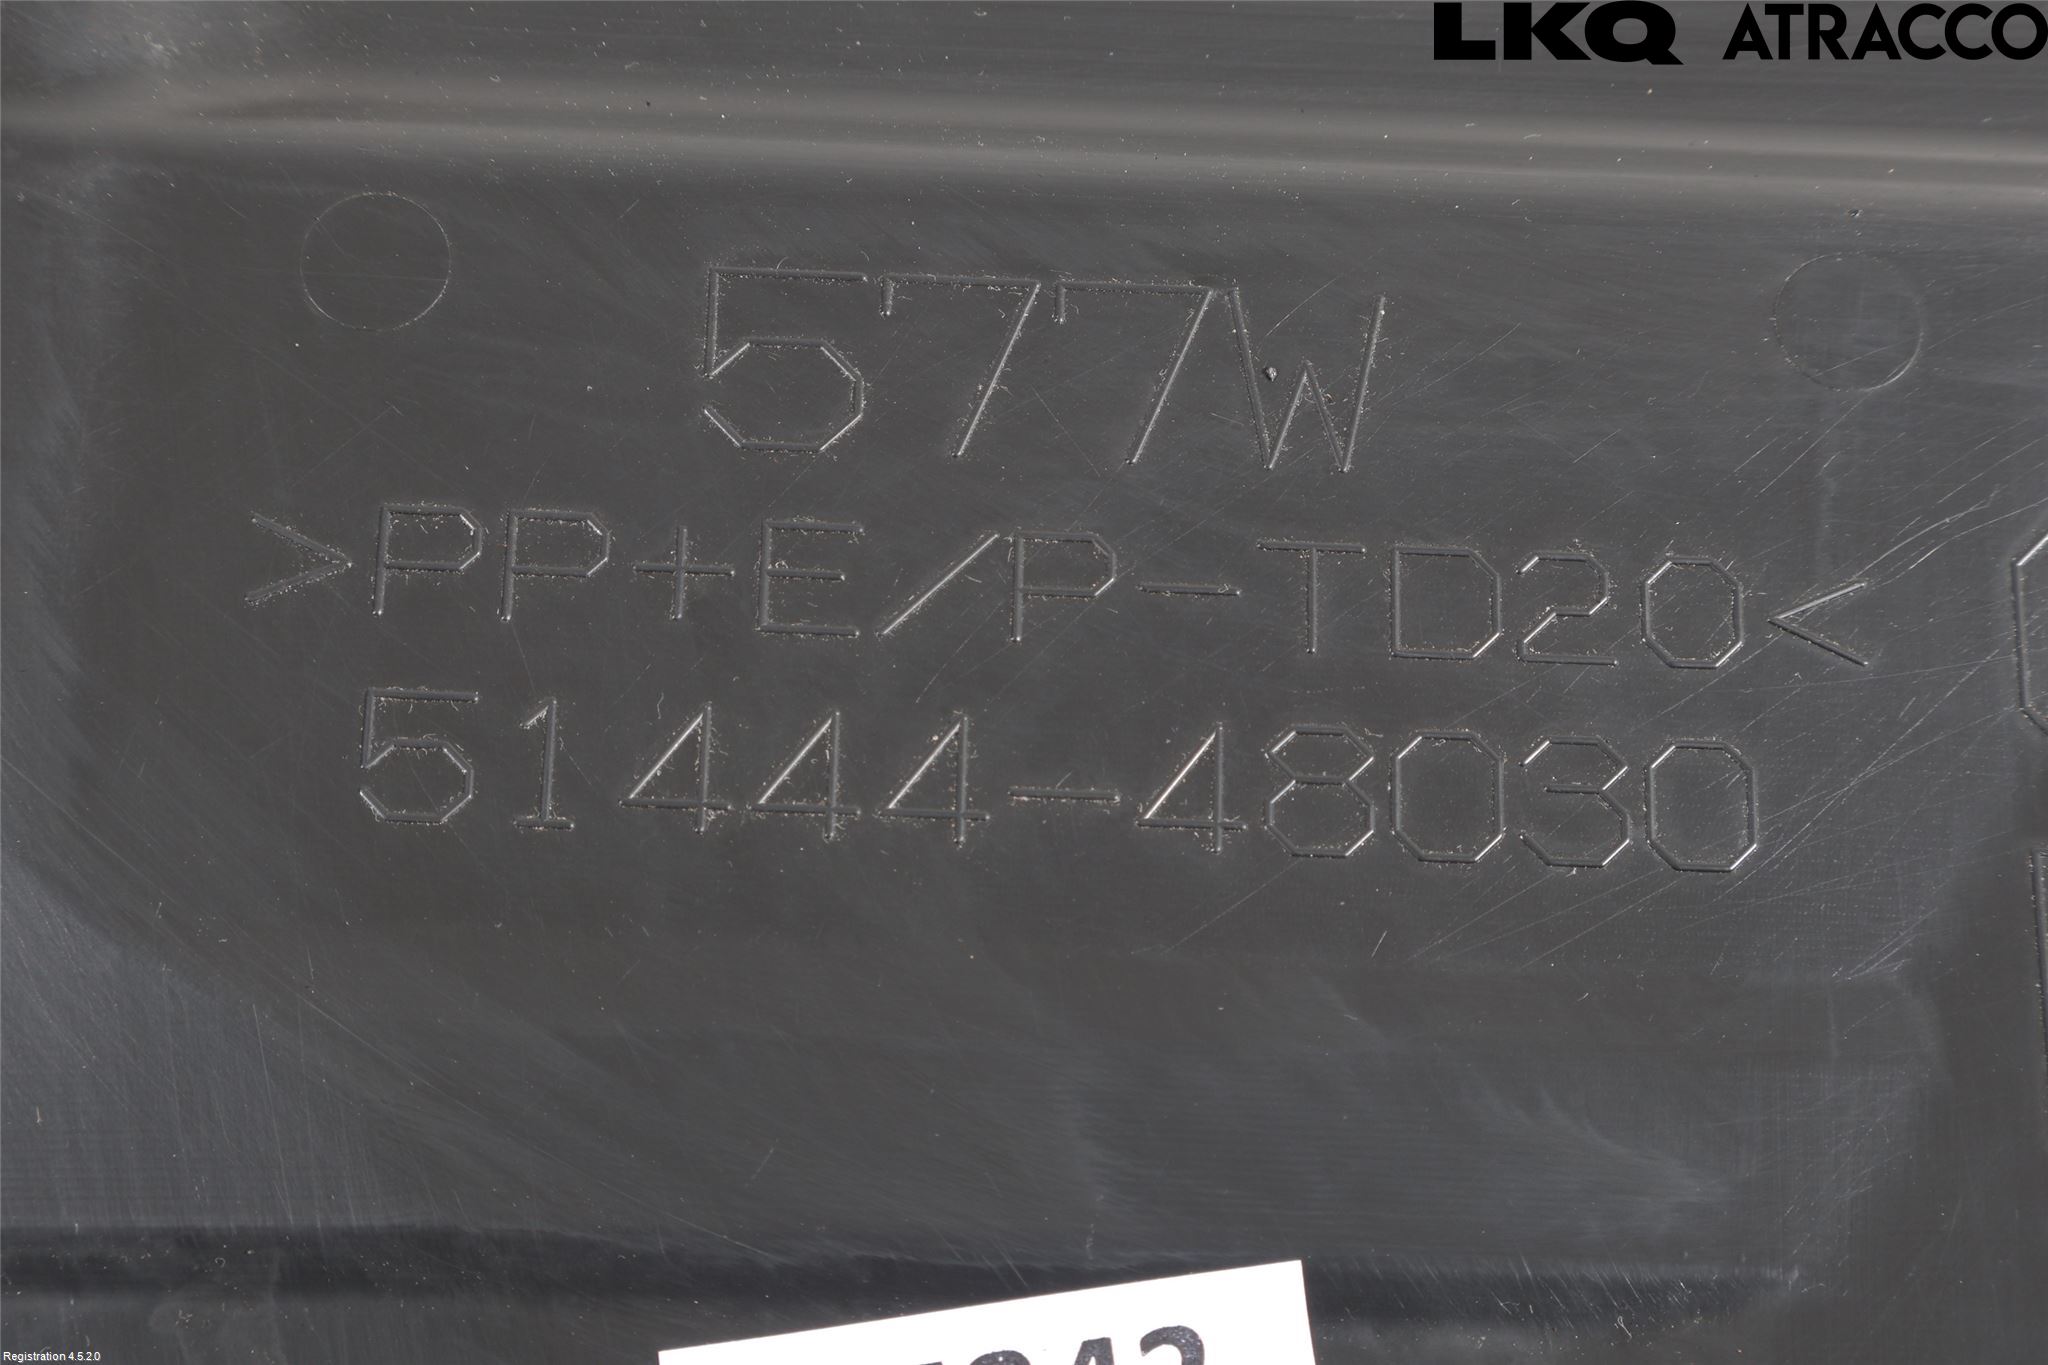 LKQ ATRACCO
577W
>PP+E/P-TD20<
51444-48030
Registration 4.5.2.0